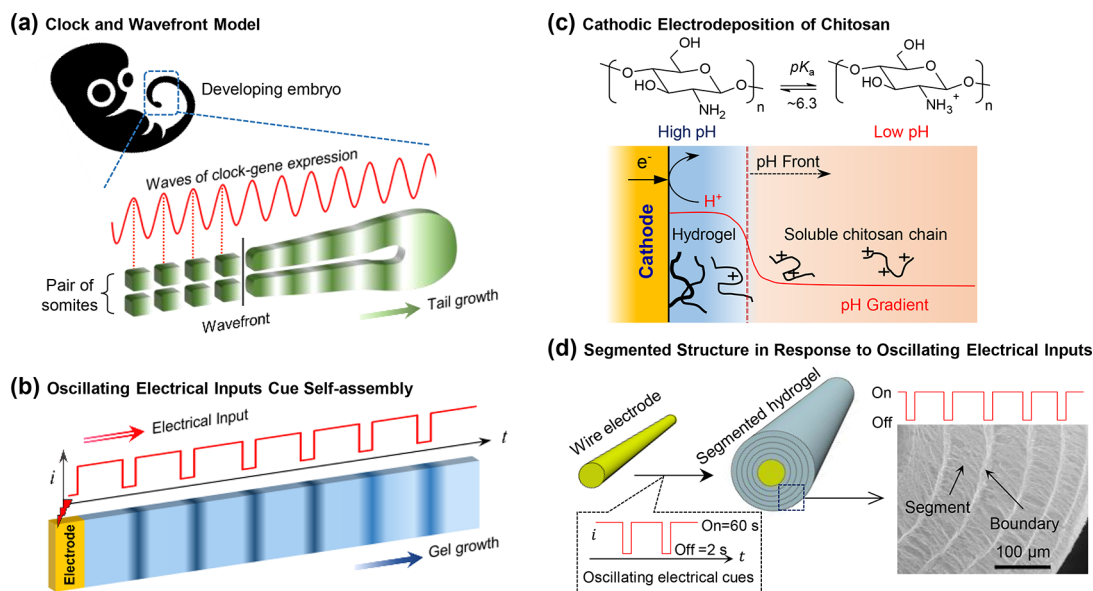 (a) Clock and Wavefront Model
Developing embryo
Waves of clock-gene expression
Pair of
somites
Wavefront
Tail growth
(b) Oscillating Electrical Inputs Cue Self-assembly
Electrical Input
i
t
Electrode
Gel growth
(c) Cathodic Electrodeposition of Chitosan
OH
O
O
HO
NH2
n
pKa
~6.3
OH
O
O
HO
NH3+
n
High pH
Low pH
e-
pH Front
H+
Cathode
Hydrogel
Soluble chitosan chain
+
+
+
+
+
pH Gradient
(d) Segmented Structure in Response to Oscillating Electrical Inputs
Wire electrode
Segmented hydrogel
On
Off
i
On=60 s
Off =2 s
t
Oscillating electrical cues
Segment
Boundary
100 μm